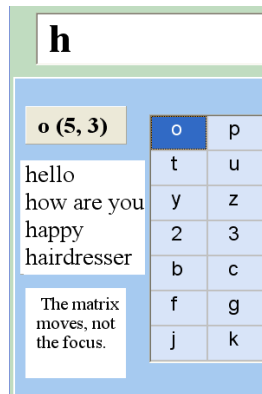 h
o (5, 3)
hello
how are you
happy
hairdresser
The matrix
moves, not
the focus.
o p
t u
y z
2 3
b c
f g
j k